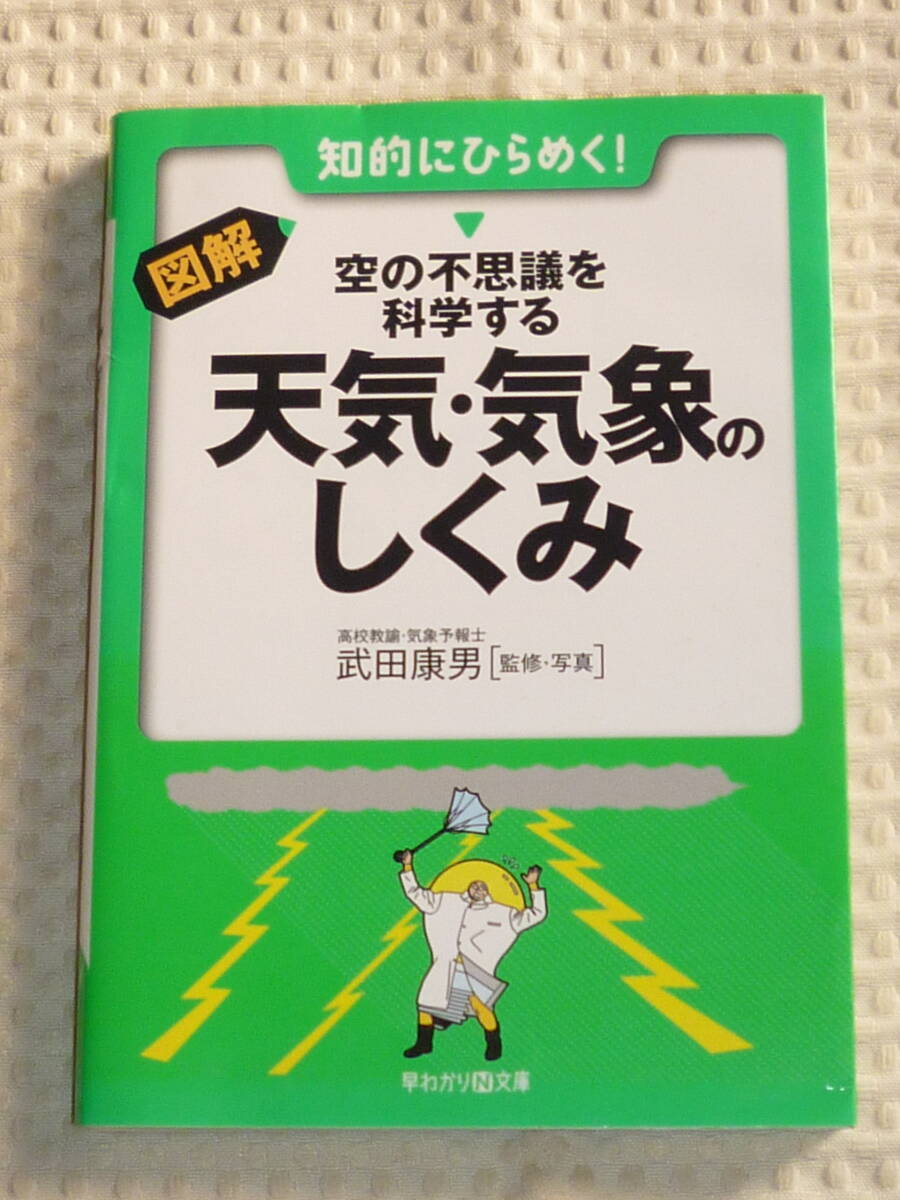 知的にひらめく!
図解
空の不思議を
科学する
天気・気象の
しくみ
高校教諭・気象予報士
武田康男[監修・写真]
早わかりN文庫